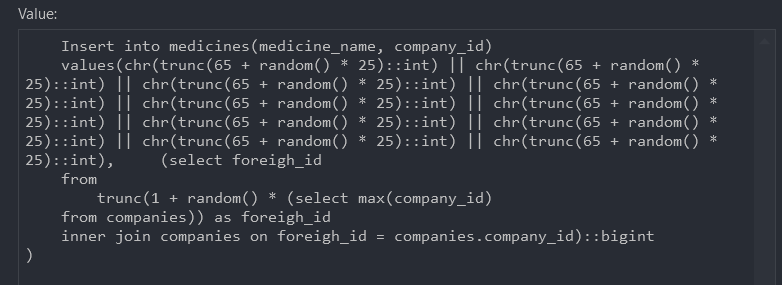 Value:
Insert into medicines(medicine_name, company_id)
values(chr(trunc(65 + random() * 25)::int) || chr(trunc(65 + random() *
25)::int) || chr(trunc(65 + random() * 25)::int) || chr(trunc(65 + random() *
25)::int) || chr(trunc(65 + random() * 25)::int) || chr(trunc(65 + random() *
25)::int) || chr(trunc(65 + random() * 25)::int) || chr(trunc(65 + random() *
25)::int) || chr(trunc(65 + random() * 25)::int) || chr(trunc(65 + random() *
25)::int), (select foreigh_id
from
trunc(1 + random() * (select max(company_id)
from companies)) as foreigh_id
inner join companies on foreigh_id = companies.company_id)::bigint
)